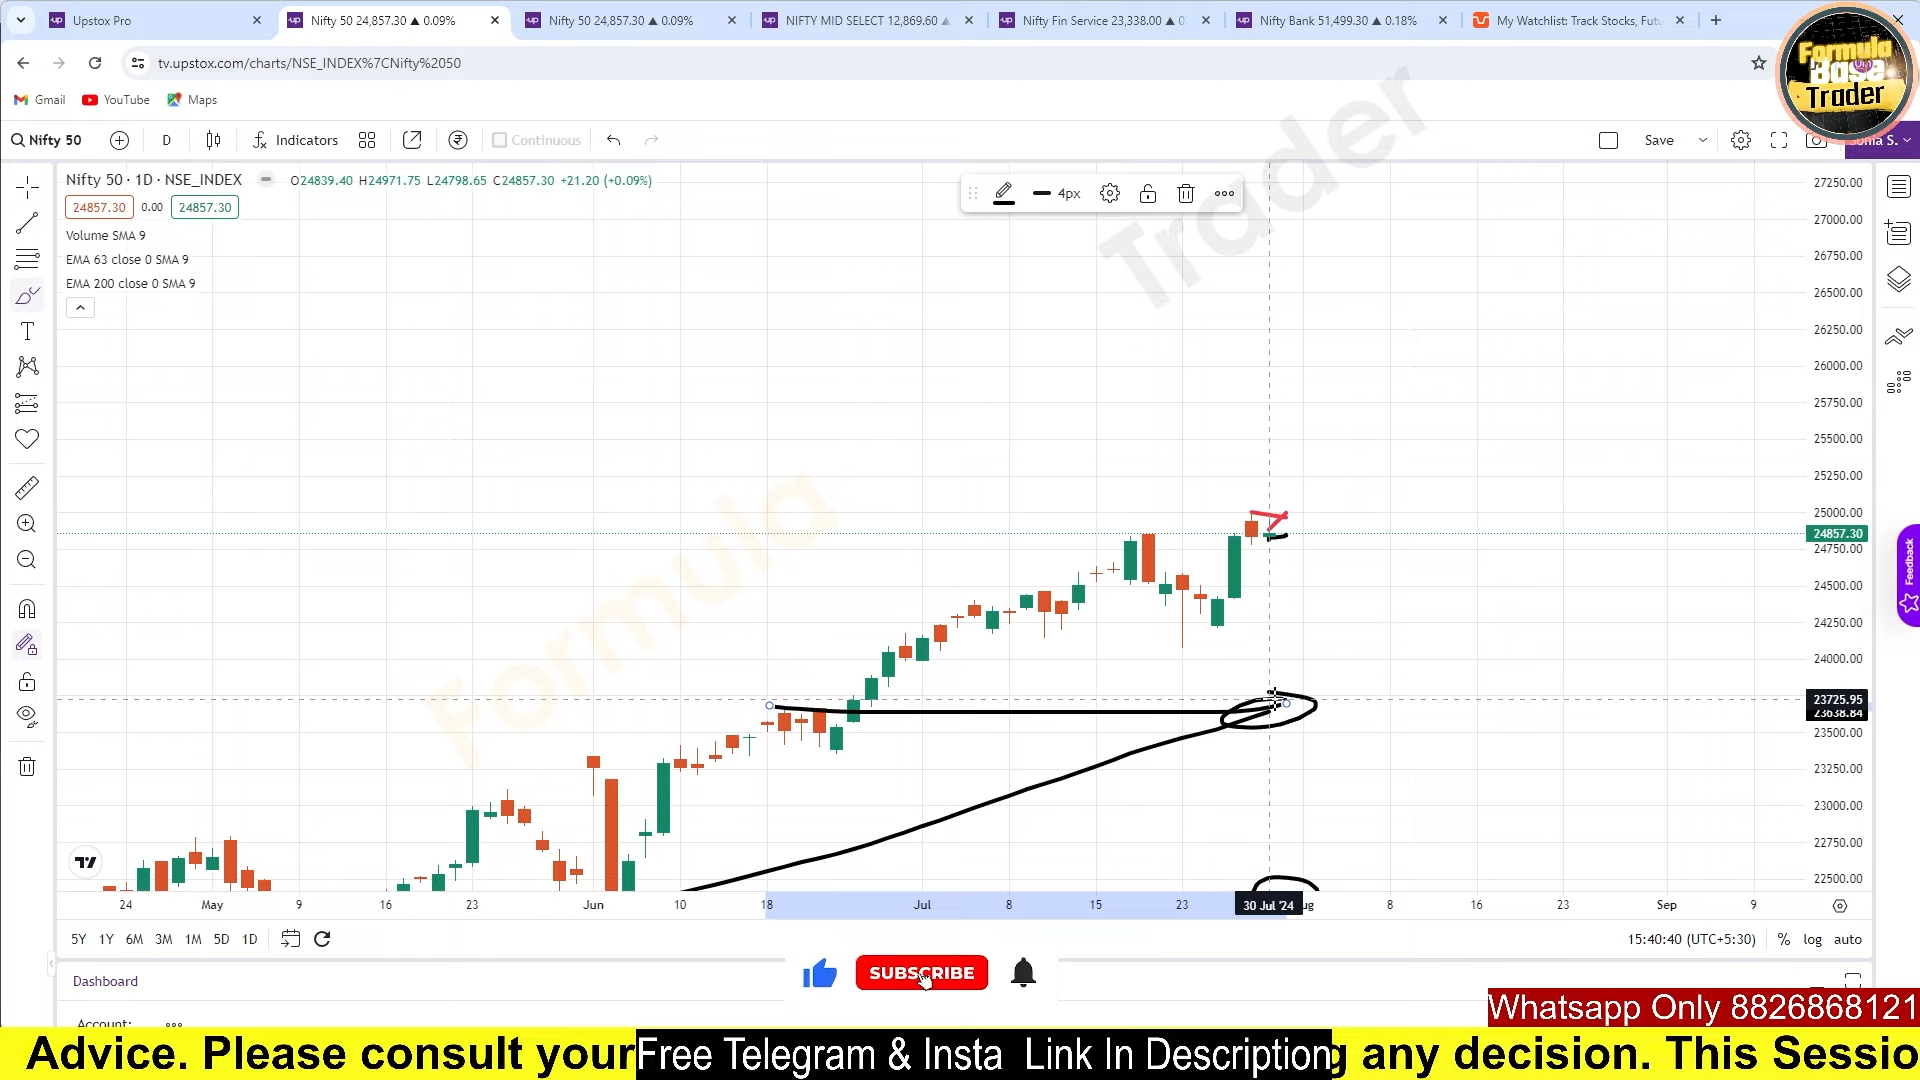 Upstox
Nifty 50 24,857.30 ▲ 0.09%
Nifty 50 24,857.30 ▲ 0.09%
NIFTY MID SELECT 12,869.60
Nifty Fin Service 23,338.00 ▲ 0.
Nifty Bank 51,499.30 ▲ 0.18%
My Watchlist: Track Stocks, Futu
tv.upstox.com/charts/NSE_INDEX%7CNifty%2050
Gmail
YouTube
Maps
Formula
Base
Trader
Nifty 50
D
Indicators
Continuous
Save
onia S.
Nifty 50 · 1D · NSE_INDEX
O24839.40 H24971.75 L24798.65 C24857.30 +21.20 (+0.09%)
24857.30
0.00
24857.30
4px
Volume SMA 9
EMA 63 close 0 SMA 9
EMA 200 close 0 SMA 9
Trader
Formula
27250.00
27000.00
26750.00
26500.00
26250.00
26000.00
25750.00
25500.00
25250.00
25000.00
24857.30
24750.00
24500.00
24250.00
24000.00
23725.95
23638.84
23500.00
23250.00
23000.00
22750.00
22500.00
Feedback
24
May
9
16
23
Jun
10
18
Jul
8
15
23
30 Jul '24
ug
8
16
23
Sep
9
5Y
1Y
6M
3M
1M
5D
1D
15:40:40 (UTC+5:30)
%
log
auto
Dashboard
Account:
SUBSCRIBE
Whatsapp Only 8826868121
Advice. Please consult your
Free Telegram & Insta Link In Description
g any decision. This Sessio